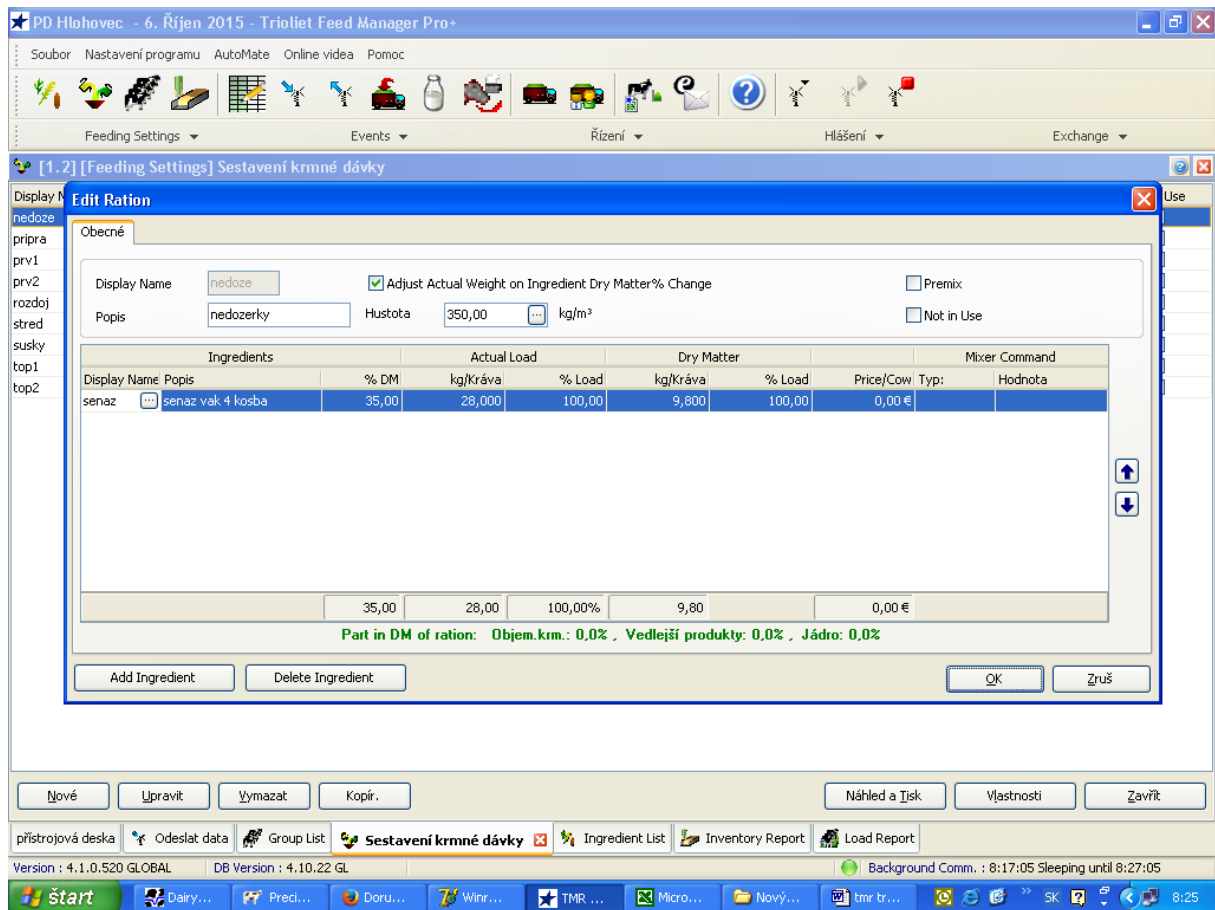 PD Hlohovec - 6. Říjen 2015 - Trioliet Feed Manager Pro+
Soubor Nastavení programu AutoMate Online videa Pomoc
Feeding Settings Events Řízení Hlášení Exchange
[1.2] [Feeding Settings] Sestavení krmné dávky
Display N Use
Edit Ration
nedoze
pripra
prv1
prv2
rozdoj
stred
susky
top1
top2
Obecné
Display Name nedoze Adjust Actual Weight on Ingredient Dry Matter% Change Premix
Popis nedozerky Hustota 350,00 ... kg/m³ Not in Use
Ingredients Actual Load Dry Matter Mixer Command
Display Name Popis % DM kg/Kráva % Load kg/Kráva % Load Price/Cow Typ: Hodnota
senaz ... senaz vak 4 kosba 35,00 28,000 100,00 9,800 100,00 0,00 €
35,00 28,00 100,00% 9,80 0,00 €
Part in DM of ration: Objem.krm.: 0,0% , Vedlejší produkty: 0,0% , Jádro: 0,0%
Add Ingredient Delete Ingredient OK Zruš
Nové Upravit Vymazat Kopír. Náhled a Tisk Vlastnosti Zavřít
přístrojová deska Odeslat data Group List Sestavení krmné dávky Ingredient List Inventory Report Load Report
Version : 4.1.0.520 GLOBAL DB Version : 4.10.22 GL Background Comm. : 8:17:05 Sleeping until 8:27:05
štart Dairy... Preci... Doru... Winr... TMR ... Micro... Nový... tmr tr... SK 8:25